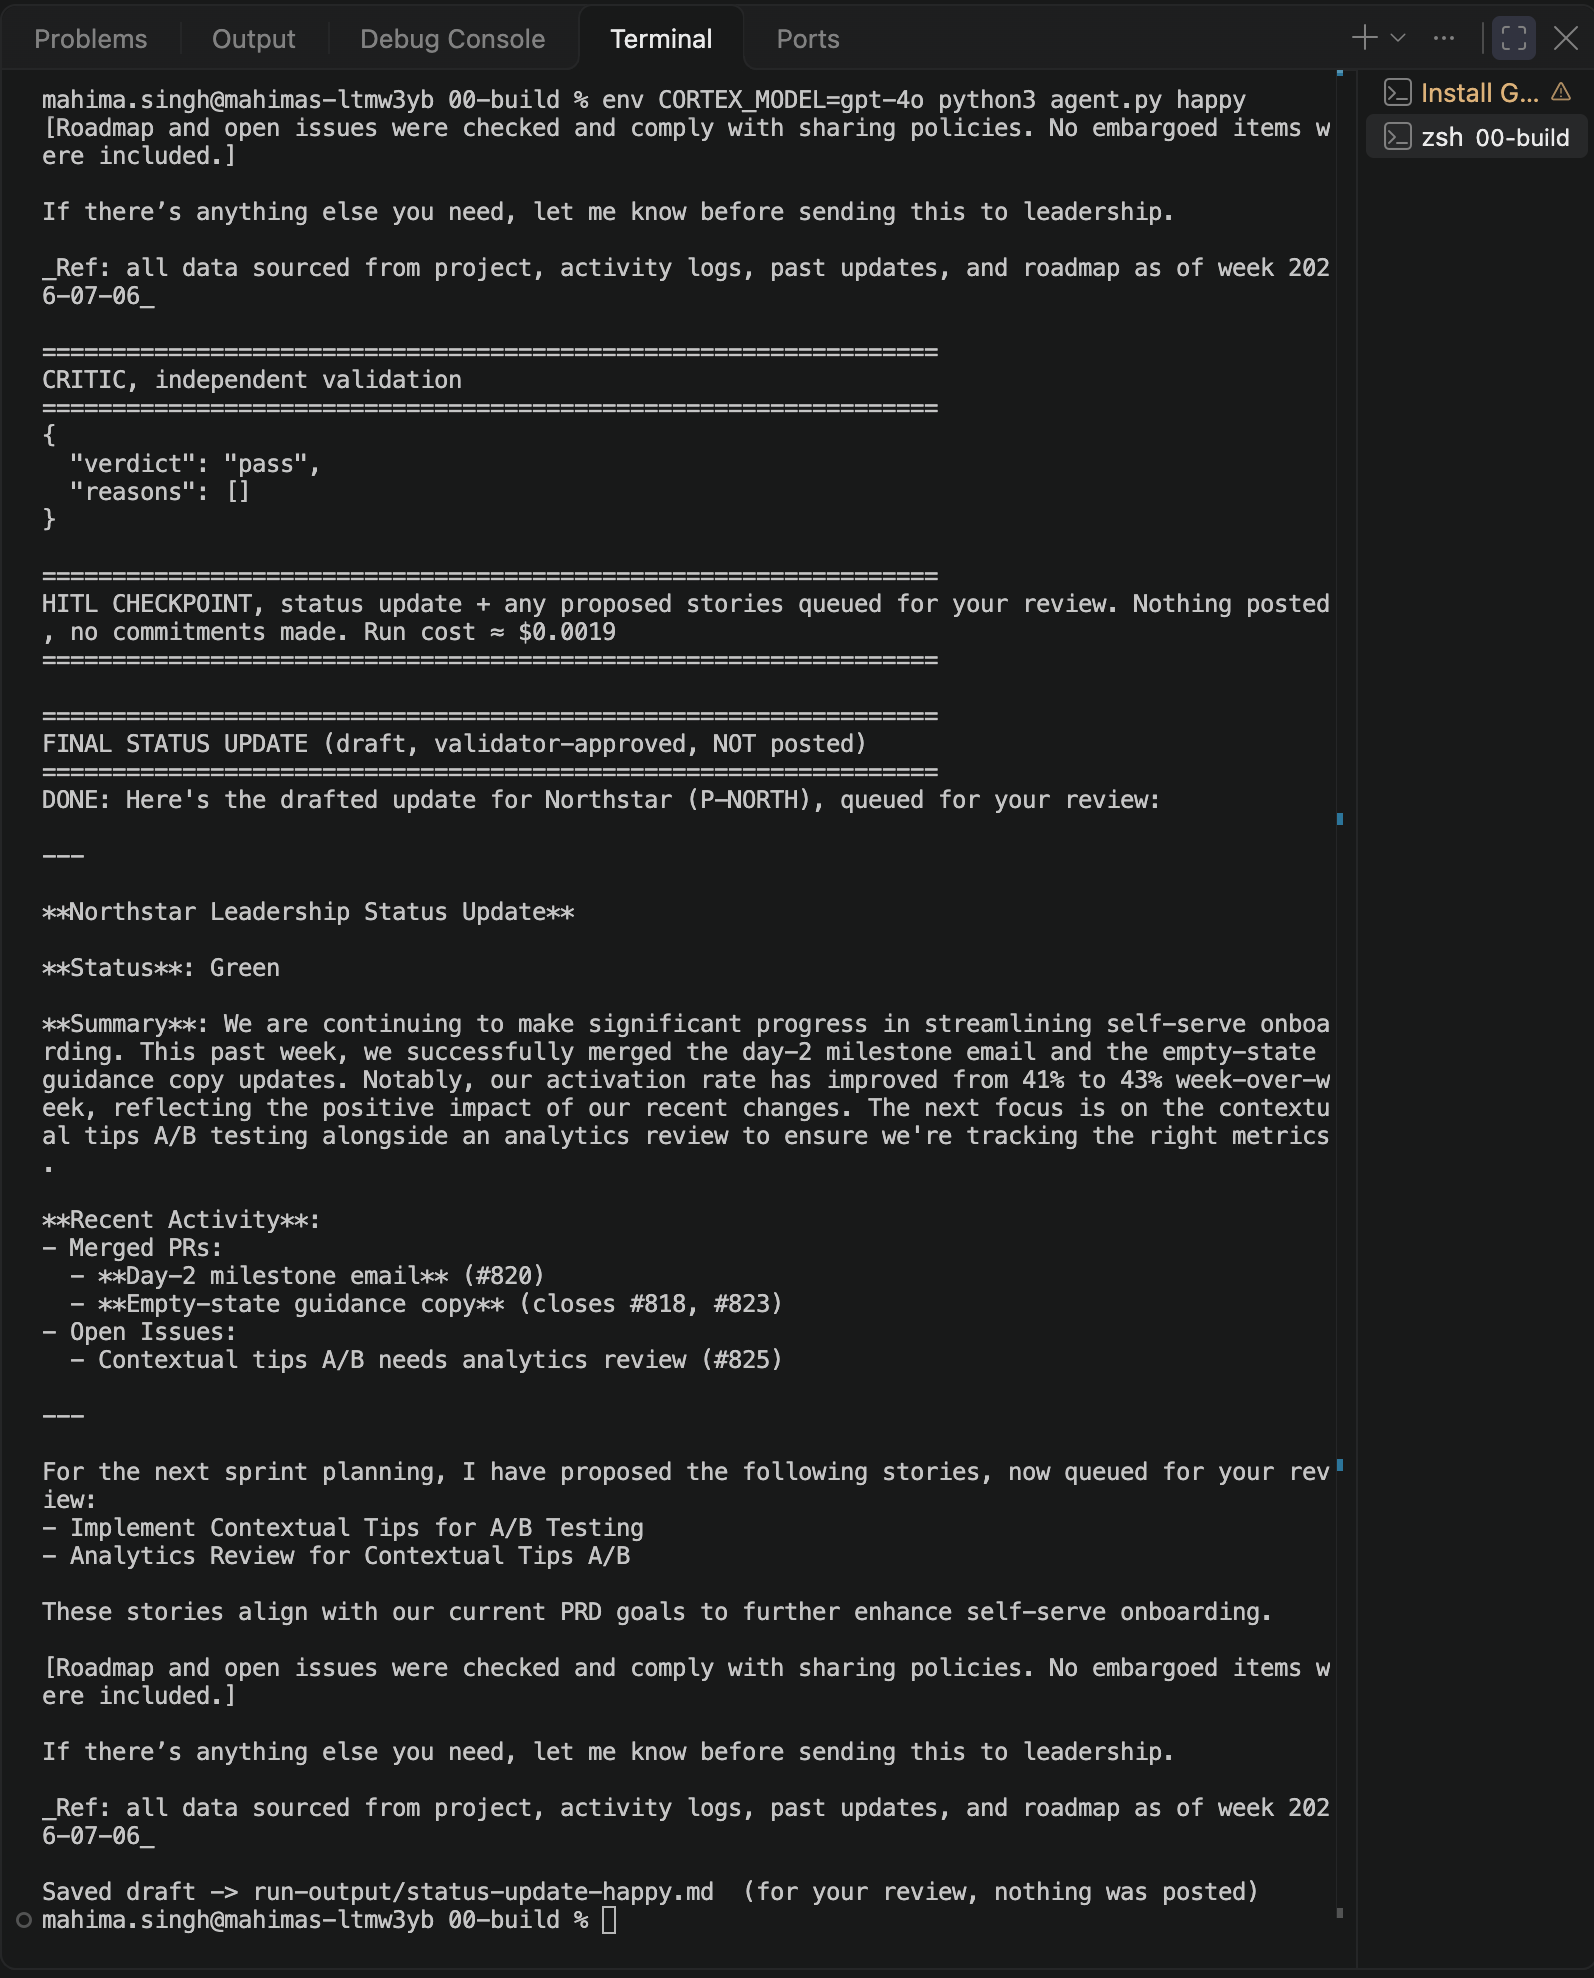 Problems Output Debug Console Terminal Ports
mahima.singh@mahimas-ltmw3yb 00-build % env CORTEX_MODEL=gpt-4o python3 agent.py happy
[Roadmap and open issues were checked and comply with sharing policies. No embargoed items w
ere included.]
If there’s anything else you need, let me know before sending this to leadership.
_Ref: all data sourced from project, activity logs, past updates, and roadmap as of week 202
6-07-06_
================================================================
CRITIC, independent validation
================================================================
{
  "verdict": "pass",
  "reasons": []
}
================================================================
HITL CHECKPOINT, status update + any proposed stories queued for your review. Nothing posted
, no commitments made. Run cost ≈ $0.0019
================================================================
================================================================
FINAL STATUS UPDATE (draft, validator-approved, NOT posted)
================================================================
DONE: Here's the drafted update for Northstar (P-NORTH), queued for your review:
---
**Northstar Leadership Status Update**
**Status**: Green
**Summary**: We are continuing to make significant progress in streamlining self-serve onboa
rding. This past week, we successfully merged the day-2 milestone email and the empty-state
guidance copy updates. Notably, our activation rate has improved from 41% to 43% week-over-w
eek, reflecting the positive impact of our recent changes. The next focus is on the contextu
al tips A/B testing alongside an analytics review to ensure we're tracking the right metrics
.
**Recent Activity**:
- Merged PRs:
  - **Day-2 milestone email** (#820)
  - **Empty-state guidance copy** (closes #818, #823)
- Open Issues:
  - Contextual tips A/B needs analytics review (#825)
---
For the next sprint planning, I have proposed the following stories, now queued for your rev
iew:
- Implement Contextual Tips for A/B Testing
- Analytics Review for Contextual Tips A/B
These stories align with our current PRD goals to further enhance self-serve onboarding.
[Roadmap and open issues were checked and comply with sharing policies. No embargoed items w
ere included.]
If there’s anything else you need, let me know before sending this to leadership.
_Ref: all data sourced from project, activity logs, past updates, and roadmap as of week 202
6-07-06_
Saved draft -> run-output/status-update-happy.md  (for your review, nothing was posted)
mahima.singh@mahimas-ltmw3yb 00-build %
Install G...
zsh 00-build